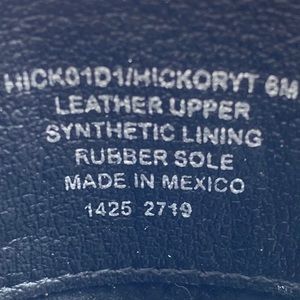 HICK01D1/HICKORYT 6M
LEATHER UPPER
SYNTHETIC LINING
RUBBER SOLE
MADE IN MEXICO
1425 2719